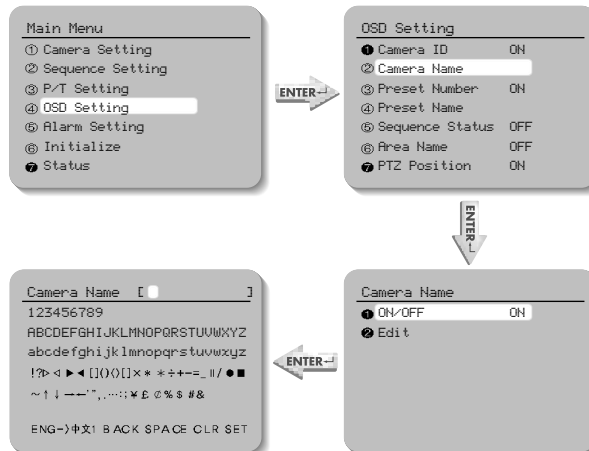 Main Menu
① Camera Setting
② Sequence Setting
③ P/T Setting
④ OSD Setting
⑤ Alarm Setting
⑥ Initialize
❼ Status
ENTER
OSD Setting
❶ Camera ID ON
② Camera Name
③ Preset Number ON
④ Preset Name
⑤ Sequence Status OFF
⑥ Area Name OFF
❼ PTZ Position ON
ENTER
Camera Name
❶ ON/OFF ON
❷ Edit
ENTER
Camera Name [ ]
123456789
ABCDEFGHIJKLMNOPQRSTUVWXYZ
abcdefghijklmnopqrstuvwxyz
!?▷◁▶◀[]()◊[]×* *÷+-=_‖/●■
~↑↓→←'",.…:;¥£¢%$#&
ENG-〉中文1 BACK SPACE CLR SET